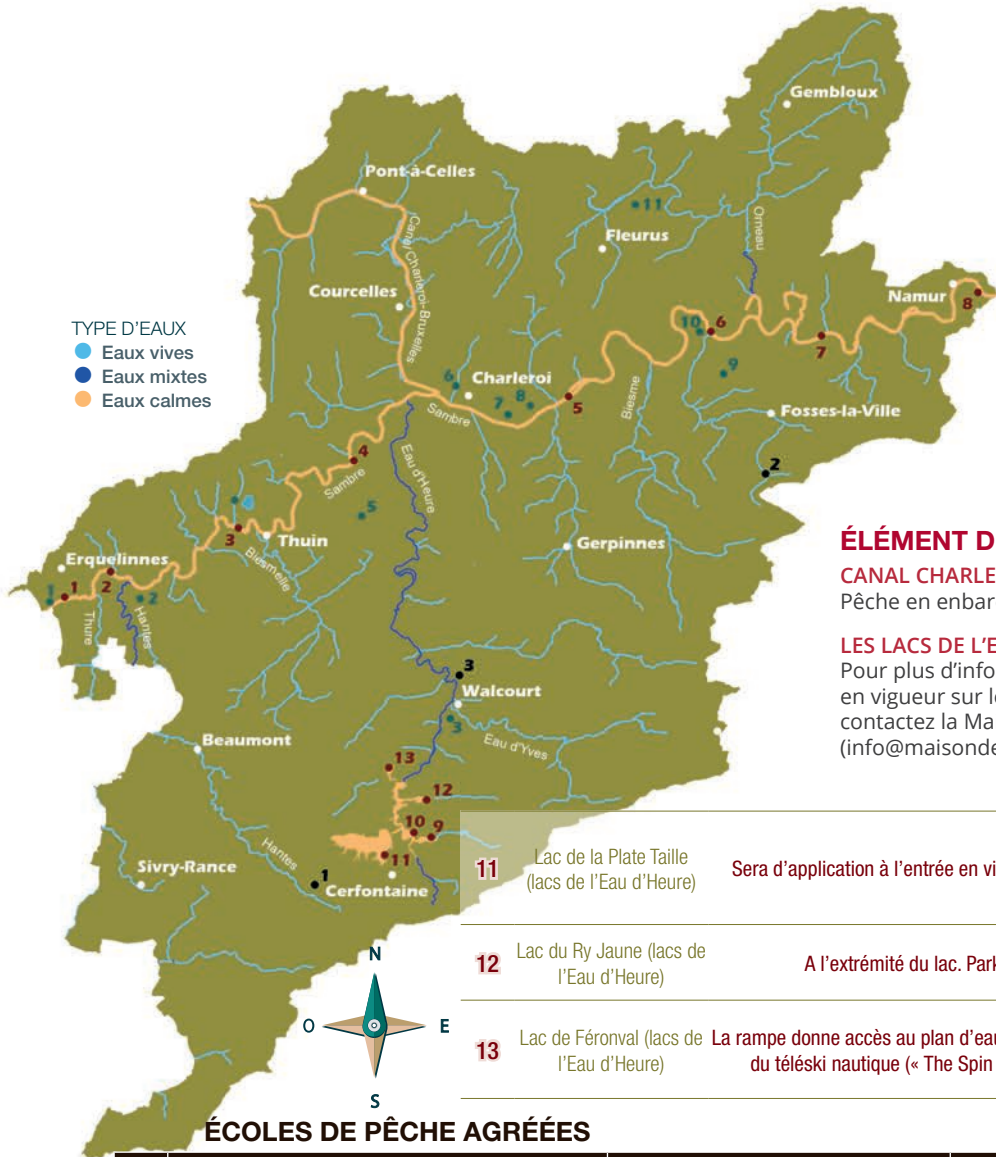 Gembloux
Pont-à-Celles
11
Fleurus
Orneau
Canal Charleroi-Bruxelles
Courcelles
Namur
8
TYPE D'EAUX
Eaux vives
Eaux mixtes
Eaux calmes
10
6
7
6
Charleroi
9
7
8
5
Sambre
Biesme
Fosses-la-Ville
4
Sambre
Eau d'Heure
2
4
5
3
Thuin
Biesmelle
Gerpinnes
Erquelinnes
1
1
2
2
Thure
Hantes
ÉLÉMENT D
CANAL CHARLE
Pêche en enbar
LES LACS DE L'E
Pour plus d'info
en vigueur sur le
contactez la Ma
(info@maisonde
3
Walcourt
3
Eau d'Yves
Beaumont
13
12
10
9
11
Hantes
1
Cerfontaine
Sivry-Rance
11
Lac de la Plate Taille
(lacs de l'Eau d'Heure)
Sera d'application à l'entrée en vi
12
Lac du Ry Jaune (lacs de
l'Eau d'Heure)
A l'extrémité du lac. Park
13
Lac de Féronval (lacs de
l'Eau d'Heure)
La rampe donne accès au plan d'eau
du téléski nautique (« The Spin
N
O
E
S
ÉCOLES DE PÊCHE AGRÉÉES